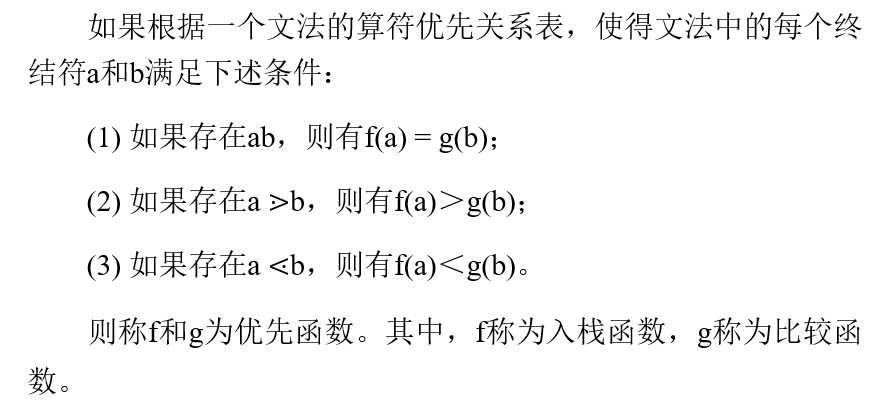 如果根据一个文法的算符优先关系表，使得文法中的每个终
结符a和b满足下述条件：
(1) 如果存在ab，则有f(a) = g(b)；
(2) 如果存在a ⋗b，则有f(a)＞g(b)；
(3) 如果存在a ⋖b，则有f(a)＜g(b)。
则称f和g为优先函数。其中，f称为入栈函数，g称为比较函
数。